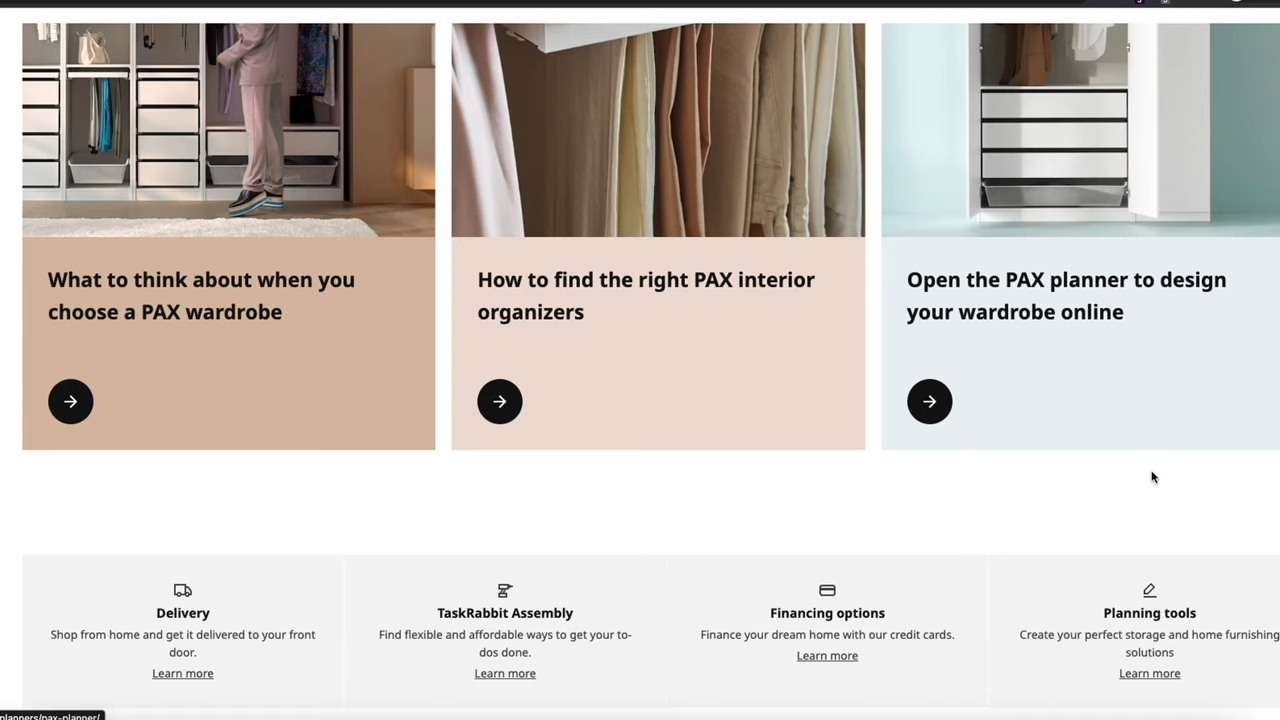 What to think about when you
choose a PAX wardrobe
How to find the right PAX interior
organizers
Open the PAX planner to design
your wardrobe online
Delivery
Shop from home and get it delivered to your front
door.
Learn more
TaskRabbit Assembly
Find flexible and affordable ways to get your to-
dos done.
Learn more
Financing options
Finance your dream home with our credit cards.
Learn more
Planning tools
Create your perfect storage and home furnishing
solutions
Learn more
planners/pax-planner/